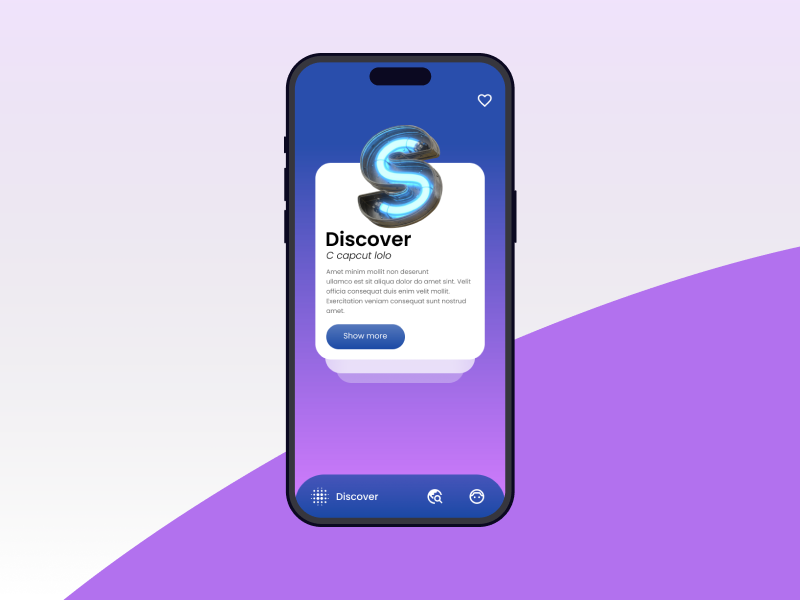 S
Discover
C capcut lolo
Amet minim mollit non deserunt
ullamco est sit aliqua dolor do amet sint. Velit
officia consequat duis enim velit mollit.
Exercitation veniam consequat sunt nostrud
amet.
Show more
Discover